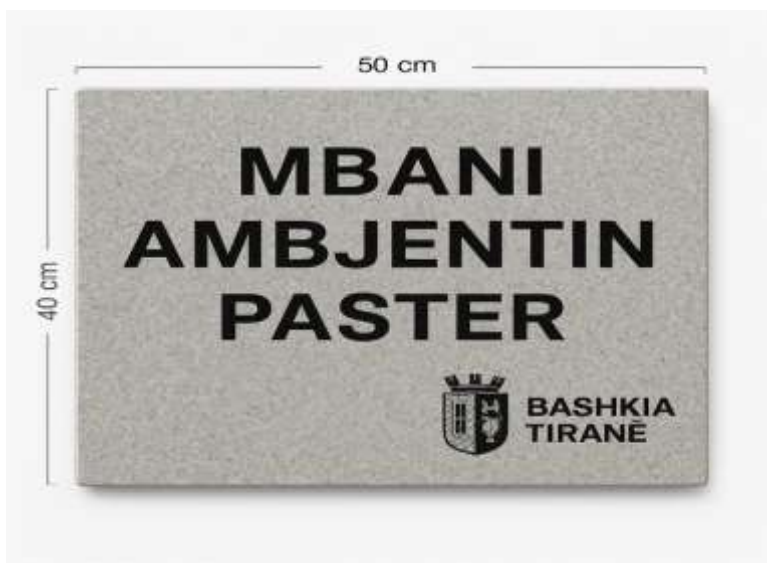 50 cm
40 cm
MBANI
AMBJENTIN
PASTER
BASHKIA
TIRANË